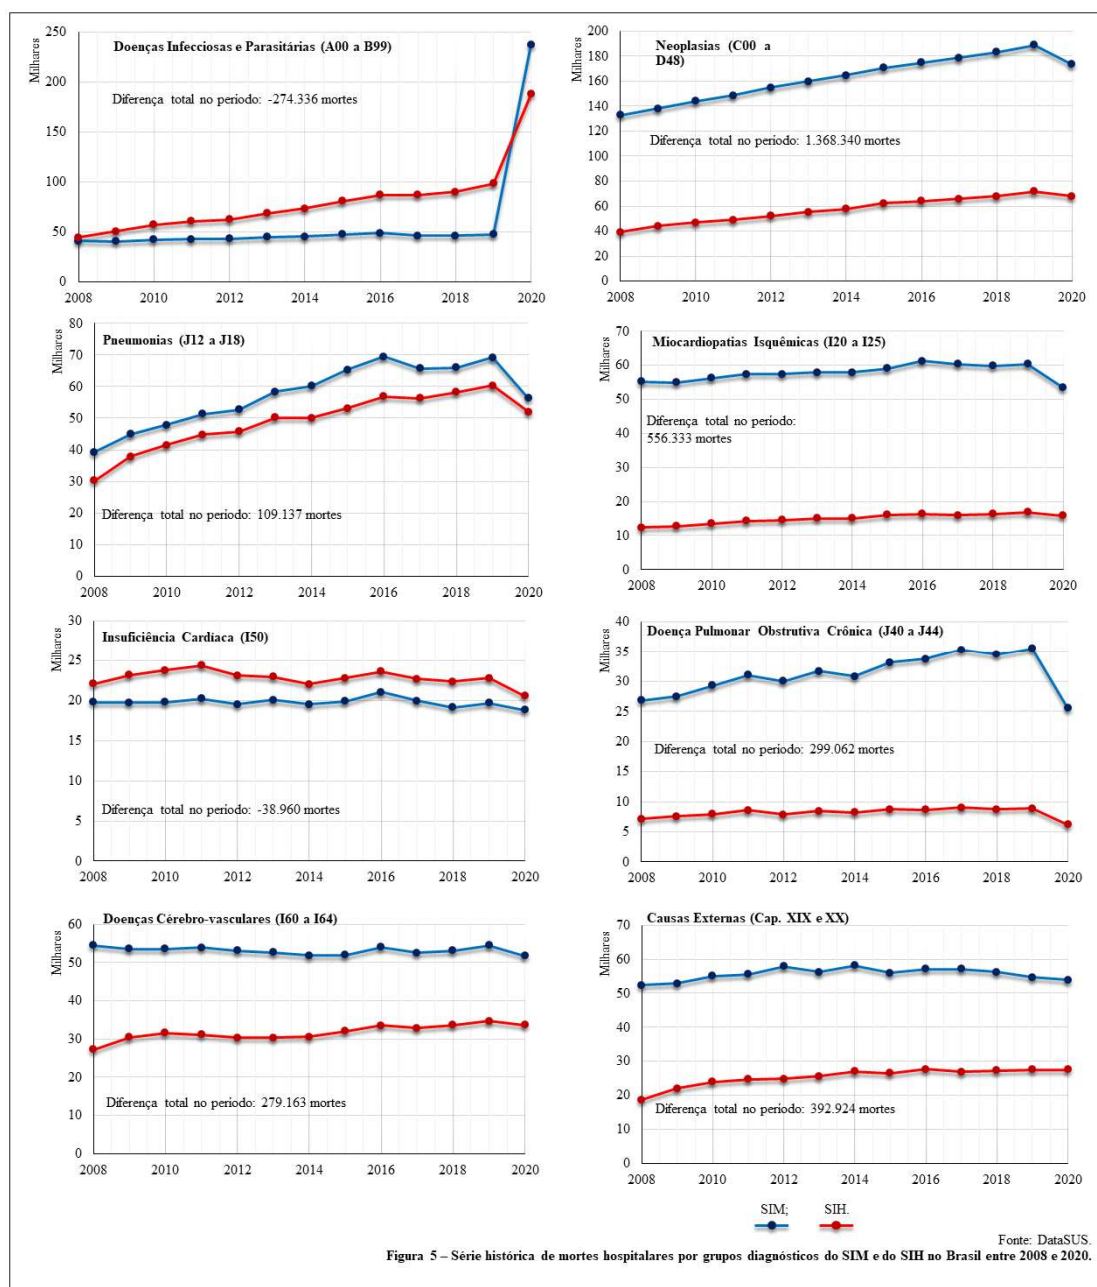 Doenças Infecciosas e Parasitárias (A00 a B99)
Milhares
Diferença total no período: -274.336 mortes
250
200
150
100
50
0
2008 2010 2012 2014 2016 2018 2020
Neoplasias (C00 a
D48)
Milhares
Diferença total no período: 1.368.340 mortes
200
180
160
140
120
100
80
60
40
20
0
2008 2010 2012 2014 2016 2018 2020
Pneumonias (J12 a J18)
Milhares
Diferença total no período: 109.137 mortes
80
70
60
50
40
30
20
10
0
2008 2010 2012 2014 2016 2018 2020
Miocardiopatias Isquêmicas (I20 a I25)
Milhares
Diferença total no período:
556.333 mortes
70
60
50
40
30
20
10
0
2008 2010 2012 2014 2016 2018 2020
Insuficiência Cardíaca (I50)
Milhares
Diferença total no período: -38.960 mortes
30
25
20
15
10
5
0
2008 2010 2012 2014 2016 2018 2020
Doença Pulmonar Obstrutiva Crônica (J40 a J44)
Milhares
Diferença total no período: 299.062 mortes
40
35
30
25
20
15
10
5
0
2008 2010 2012 2014 2016 2018 2020
Doenças Cérebro-vasculares (I60 a I64)
Milhares
Diferença total no período: 279.163 mortes
60
50
40
30
20
10
0
2008 2010 2012 2014 2016 2018 2020
Causas Externas (Cap. XIX e XX)
Milhares
Diferença total no período: 392.924 mortes
70
60
50
40
30
20
10
0
2008 2010 2012 2014 2016 2018 2020
SIM; SIH.
Fonte: DataSUS.
Figura 5 – Série histórica de mortes hospitalares por grupos diagnósticos do SIM e do SIH no Brasil entre 2008 e 2020.